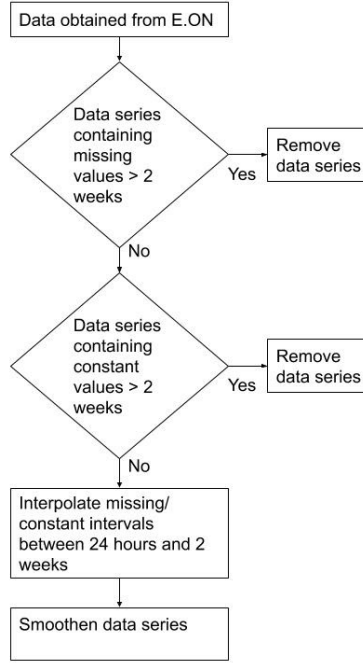 Data obtained from E.ON
Data series
containing
missing
values > 2
weeks
Yes
Remove
data series
No
Data series
containing
constant
values > 2
weeks
Yes
Remove
data series
No
Interpolate missing/
constant intervals
between 24 hours and 2
weeks
Smoothen data series